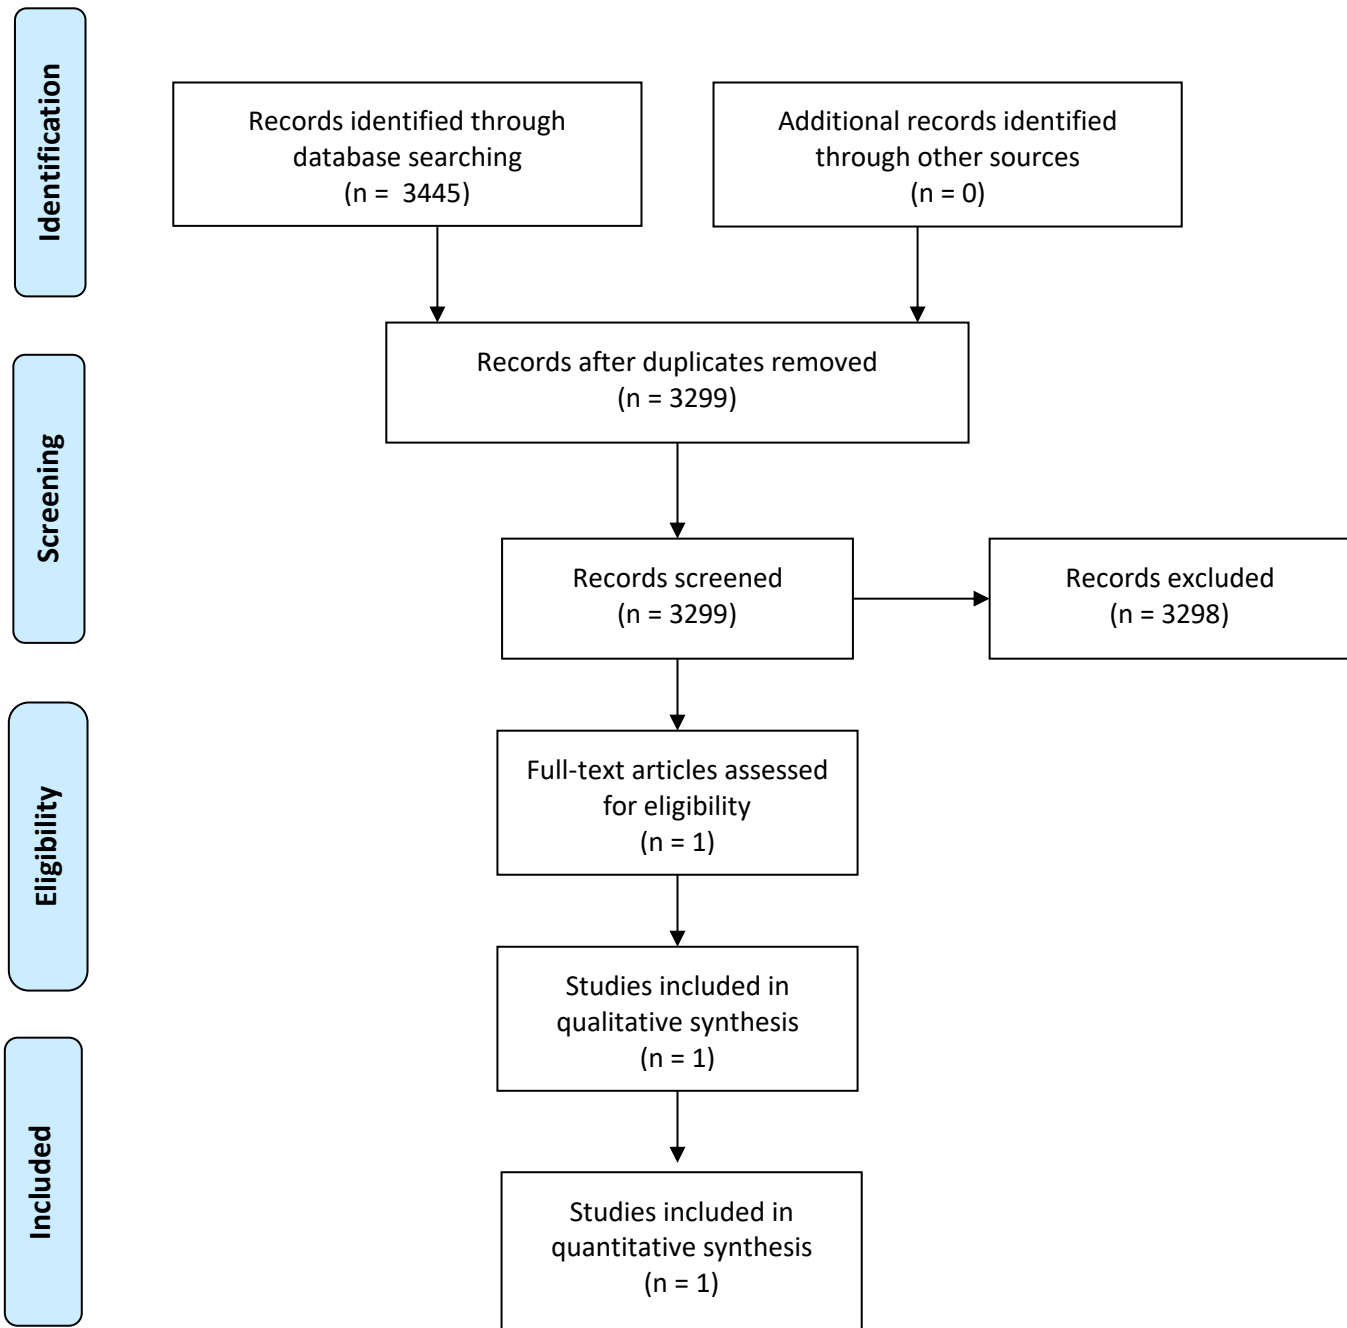 Identification
Records identified through
database searching
(n =  3445)
Additional records identified
through other sources
(n = 0)
Records after duplicates removed
(n = 3299)
Screening
Records screened
(n = 3299)
Records excluded
(n = 3298)
Eligibility
Full-text articles assessed
for eligibility
(n = 1)
Studies included in
qualitative synthesis
(n = 1)
Included
Studies included in
quantitative synthesis
(n = 1)